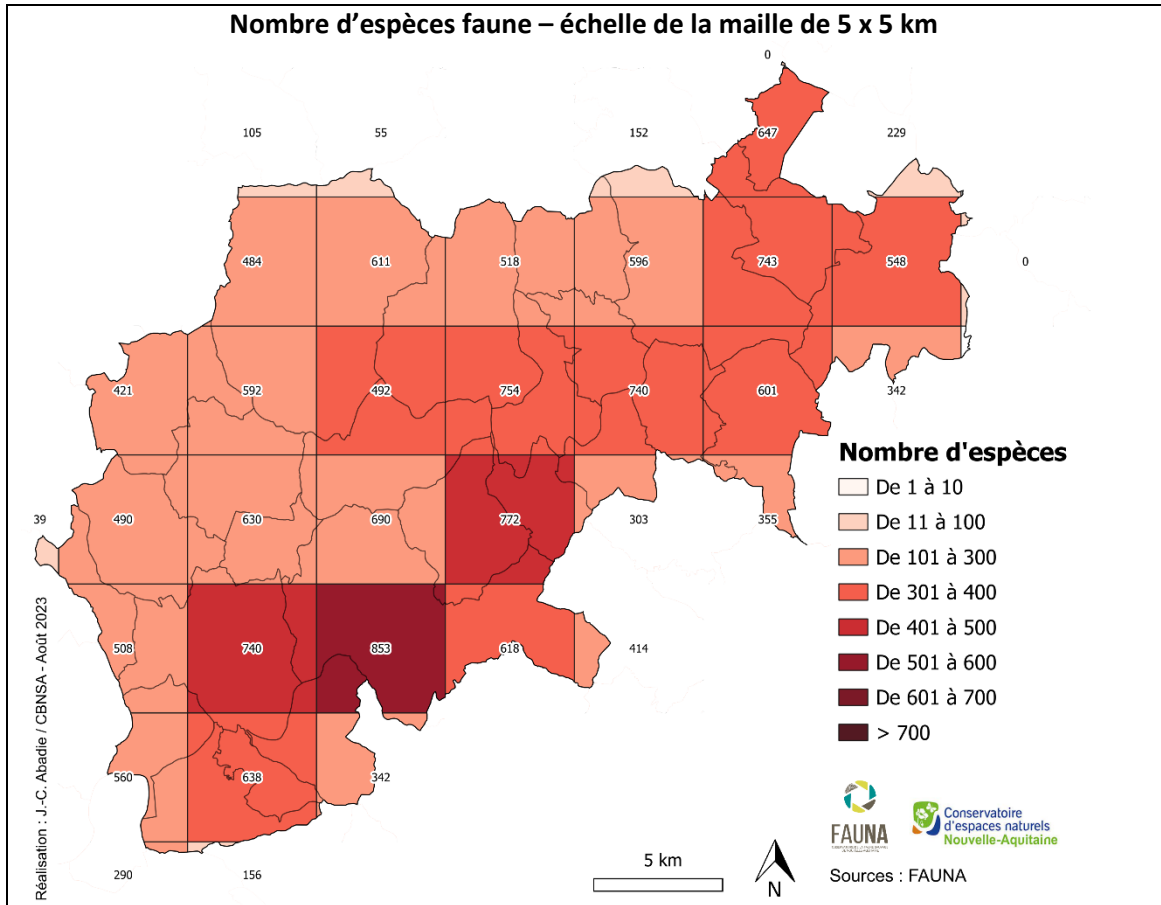 Nombre d'espèces faune – échelle de la maille de 5 x 5 km
0
105 55 152 647 229
484 611 518 596 743 548 0
421 592 492 754 740 601 342
Nombre d'espèces
De 1 à 10
De 11 à 100
De 101 à 300
De 301 à 400
De 401 à 500
De 501 à 600
De 601 à 700
> 700
39 490 630 690 772 303 355
508 740 853 618 414
560 638 342
290 156
Réalisation : J.-C. Abadie / CBNSA - Août 2023
5 km
N
FAUNA
Conservatoire
d'espaces naturels
Nouvelle-Aquitaine
Sources : FAUNA